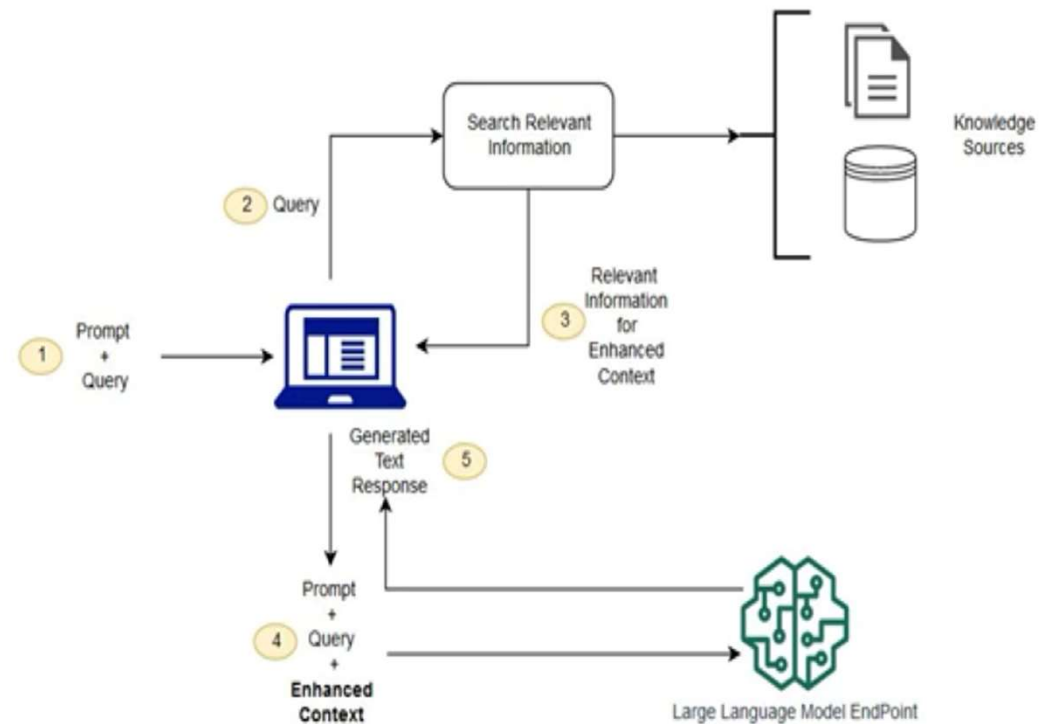 Search Relevant
Information
Knowledge
Sources
2 Query
Relevant
Information
for
Enhanced
Context
3
1
Prompt
+
Query
Generated
Text
Response
5
Prompt
+
4 Query
+
Enhanced
Context
Large Language Model EndPoint